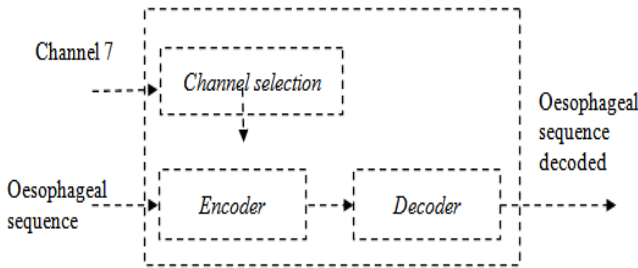 Channel 7
Channel selection
Oesophageal
sequence
decoded
Oesophageal
sequence
Encoder
Decoder